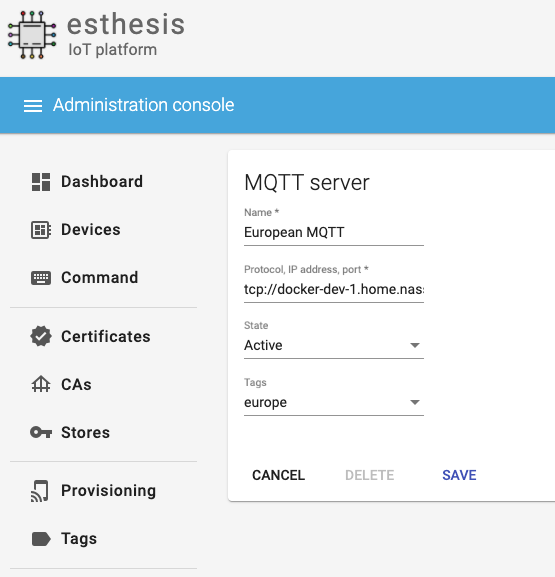 esthesis
IoT platform
Administration console
Dashboard
Devices
Command
Certificates
CAs
Stores
Provisioning
Tags
MQTT server
Name *
European MQTT
Protocol, IP address, port *
tcp://docker-dev-1.home.nas
State
Active
Tags
europe
CANCEL DELETE SAVE